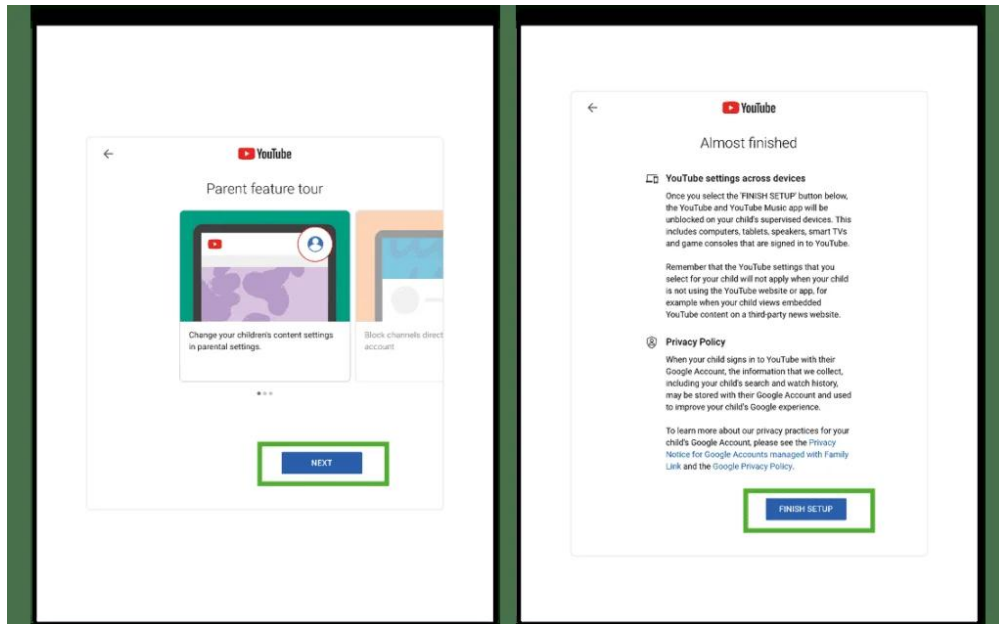 YouTube
Parent feature tour
Change your children's content settings
in parental settings.
Block channels direct
account
NEXT
YouTube
Almost finished
YouTube settings across devices
Once you select the 'FINISH SETUP' button below,
the YouTube and YouTube Music app will be
unblocked on your child's supervised devices. This
includes computers, tablets, speakers, smart TVs
and game consoles that are signed in to YouTube.
Remember that the YouTube settings that you
select for your child will not apply when your child
is not using the YouTube website or app, for
example when your child views embedded
YouTube content on a third-party news website.
Privacy Policy
When your child signs in to YouTube with their
Google Account, the information that we collect,
including your child's search and watch history,
may be stored with their Google Account and used
to improve your child's Google experience.
To learn more about our privacy practices for your
child's Google Account, please see the Privacy
Notice for Google Accounts managed with Family
Link and the Google Privacy Policy.
FINISH SETUP